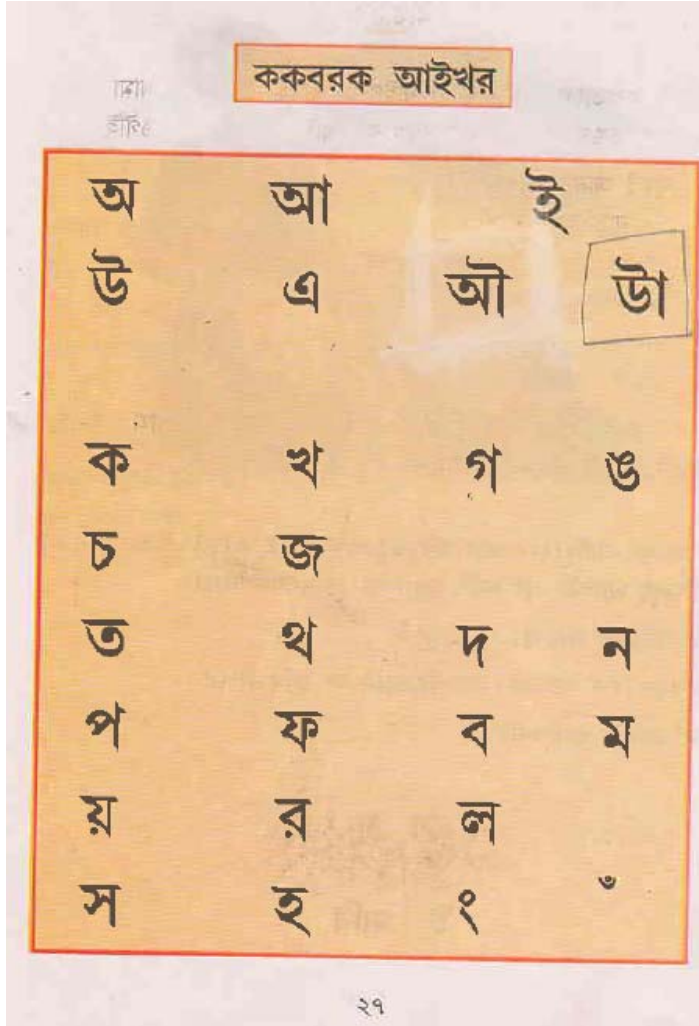 ককবরক আইখর
অ আ ই
উ এ অী উা
ক খ গ ঙ
চ জ
ত থ দ ন
প ফ ব ম
য় র ল
স হ ং ঁ
২৭